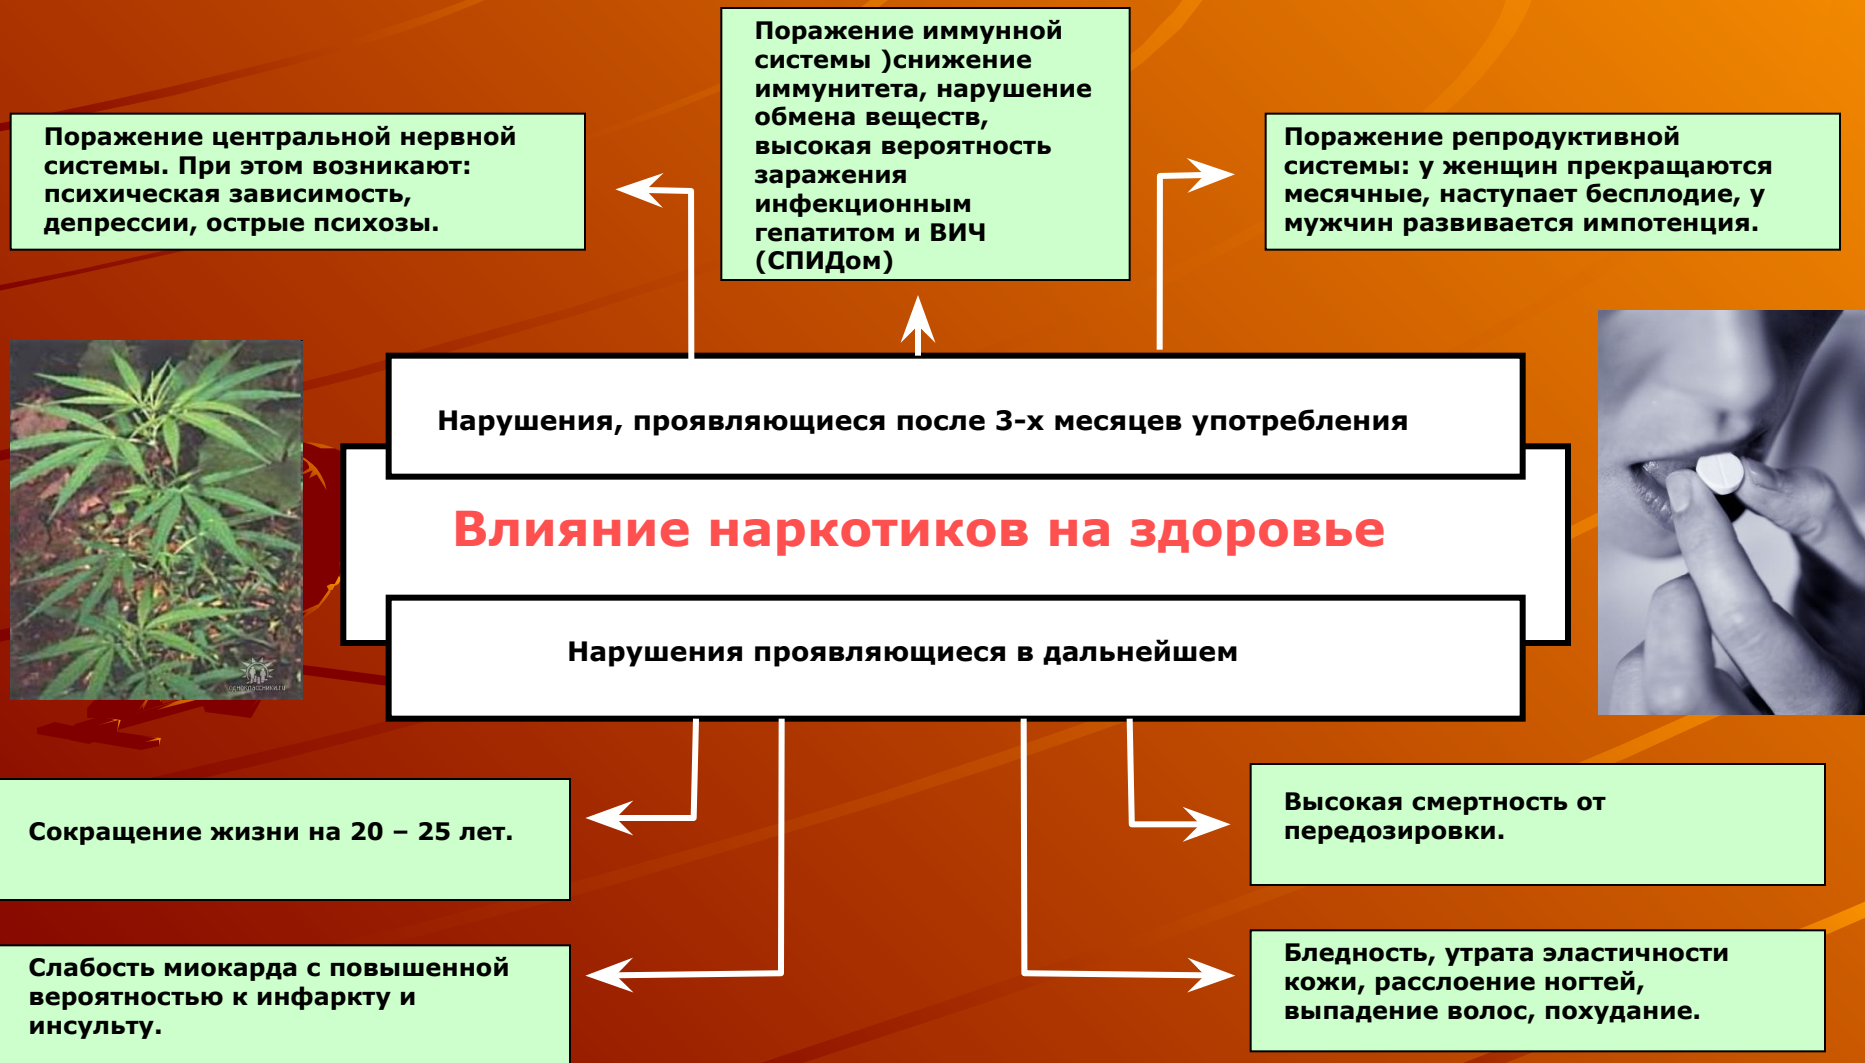 Поражение иммунной
системы )снижение
иммунитета, нарушение
обмена веществ,
высокая вероятность
заражения
инфекционным
гепатитом и ВИЧ
(СПИДом)
Поражение центральной нервной
системы. При этом возникают:
психическая зависимость,
депрессии, острые психозы.
Поражение репродуктивной
системы: у женщин прекращаются
месячные, наступает бесплодие, у
мужчин развивается импотенция.
Нарушения, проявляющиеся после 3-х месяцев употребления
Влияние наркотиков на здоровье
Нарушения проявляющиеся в дальнейшем
одноклассники.ru
Сокращение жизни на 20 – 25 лет.
Высокая смертность от
передозировки.
Слабость миокарда с повышенной
вероятностью к инфаркту и
инсульту.
Бледность, утрата эластичности
кожи, расслоение ногтей,
выпадение волос, похудание.